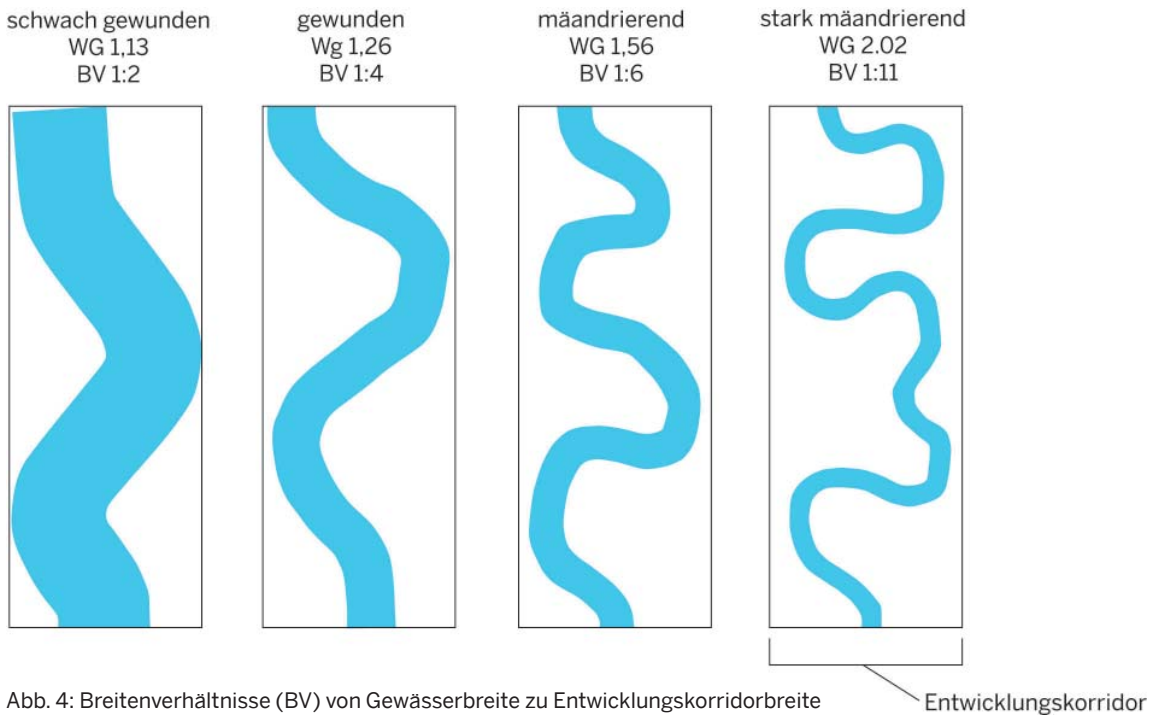 schwach gewunden
WG 1,13
BV 1:2
gewunden
Wg 1,26
BV 1:4
mäandrierend
WG 1,56
BV 1:6
stark mäandrierend
WG 2.02
BV 1:11
Abb. 4: Breitenverhältnisse (BV) von Gewässerbreite zu Entwicklungskorridorbreite
Entwicklungskorridor